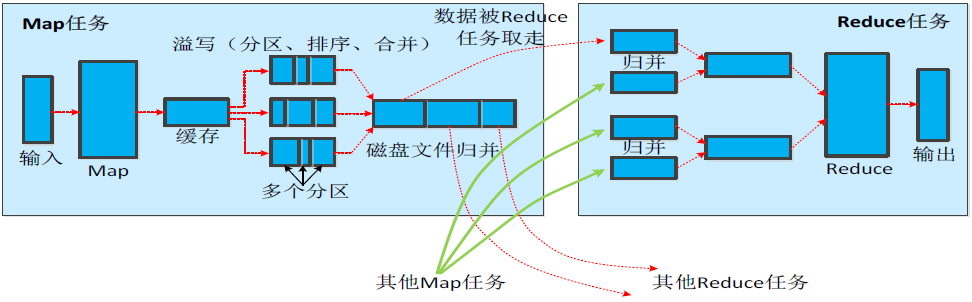 Map任务
溢写（分区、排序、合并）
输入
Map
缓存
多个分区
磁盘文件归并
数据被Reduce
任务取走
Reduce任务
归并
归并
Reduce
输出
其他Map任务
其他Reduce任务